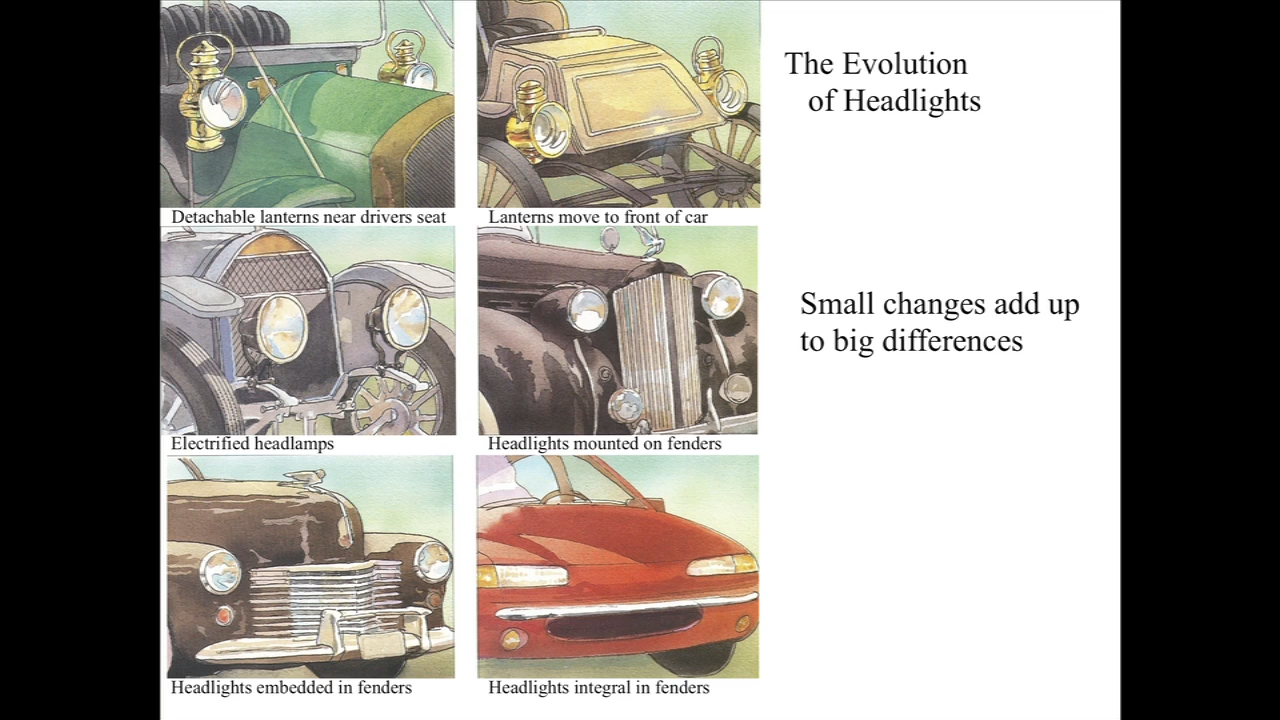 The Evolution
of Headlights
Detachable lanterns near drivers seat
Lanterns move to front of car
Small changes add up
to big differences
Electrified headlamps
Headlights mounted on fenders
Headlights embedded in fenders
Headlights integral in fenders